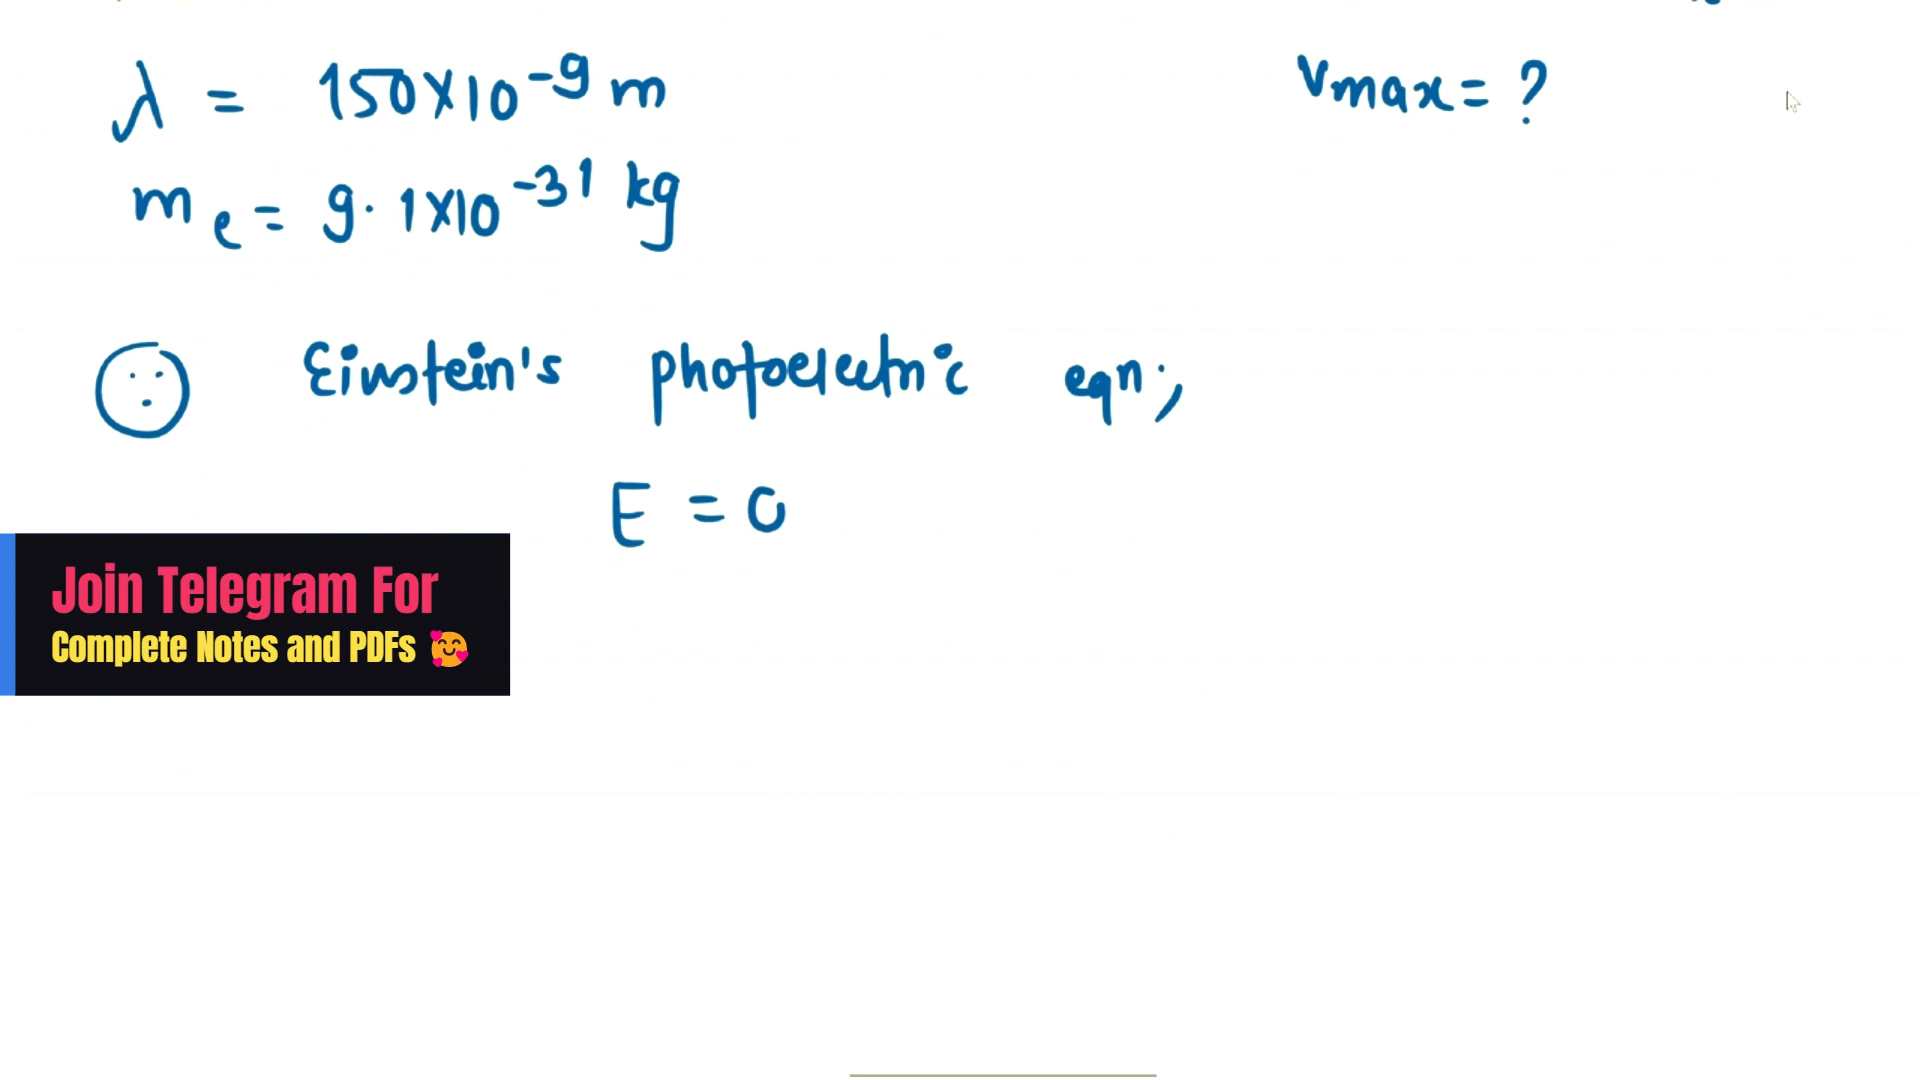 λ = 150×10⁻⁹ m
Vmax = ?
mₑ = 9.1×10⁻³¹ kg
Einstein's photoelectric eqn;
E = 0
Join Telegram For
Complete Notes and PDFs 🥰